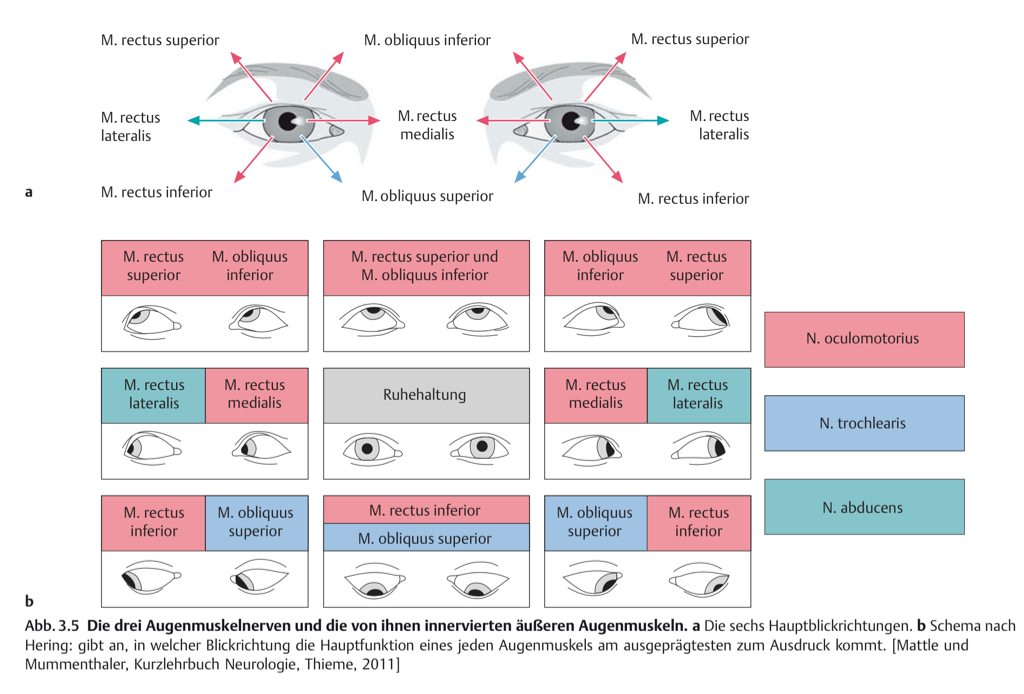 M. rectus superior
M. obliquus inferior
M. rectus superior
M. rectus
lateralis
M. rectus
medialis
M. rectus
lateralis
M. rectus inferior
M. obliquus superior
M. rectus inferior
a
M. rectus
superior
M. obliquus
inferior
M. rectus superior und
M. obliquus inferior
M. obliquus
inferior
M. rectus
superior
N. oculomotorius
M. rectus
lateralis
M. rectus
medialis
Ruhehaltung
M. rectus
medialis
M. rectus
lateralis
N. trochlearis
M. rectus
inferior
M. obliquus
superior
M. rectus inferior
M. obliquus superior
M. obliquus
superior
M. rectus
inferior
N. abducens
b
Abb. 3.5 Die drei Augenmuskelnerven und die von ihnen innervierten äußeren Augenmuskeln. a Die sechs Hauptblickrichtungen. b Schema nach
Hering: gibt an, in welcher Blickrichtung die Hauptfunktion eines jeden Augenmuskels am ausgeprägtesten zum Ausdruck kommt. [Mattle und
Mummenthaler, Kurzlehrbuch Neurologie, Thieme, 2011]